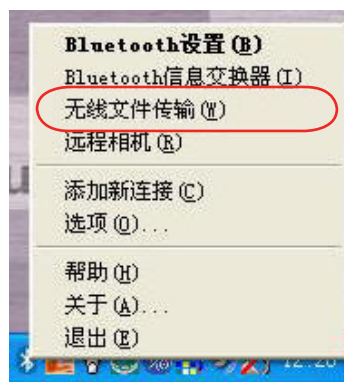 Bluetooth设置(B)
Bluetooth信息交换器(I)
无线文件传输(W)
远程相机(R)
添加新连接(C)
选项(O)...
帮助(H)
关于(A)...
退出(E)